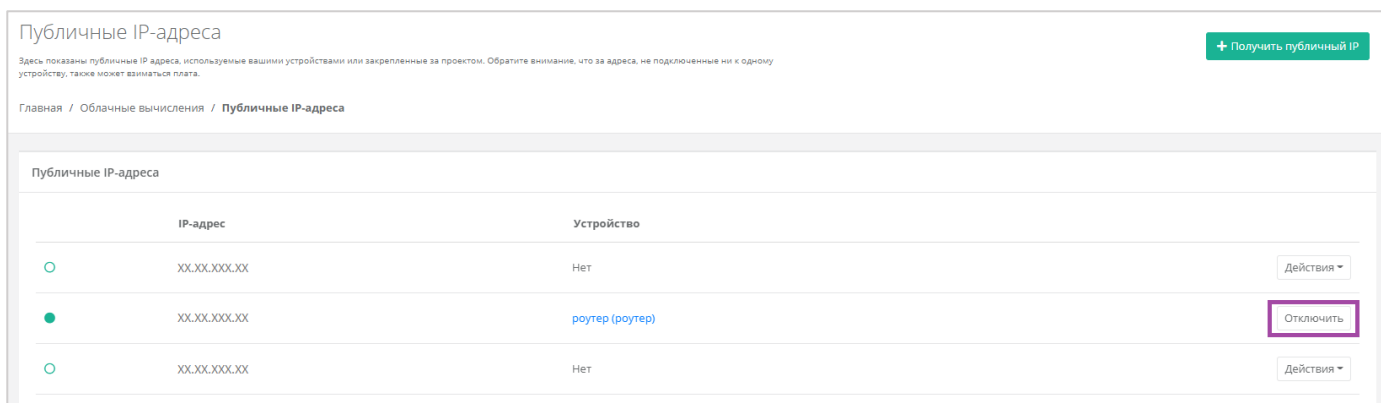 Публичные IP-адреса
+ Получить публичный IP
Здесь показаны публичные IP адреса, используемые вашими устройствами или закрепленные за проектом. Обратите внимание, что за адреса, не подключенные ни к одному
устройству, также может взиматься плата.
Главная / Облачные вычисления / Публичные IP-адреса
Публичные IP-адреса
IP-адрес Устройство
XX.XX.XXX.XX Нет Действия
XX.XX.XXX.XX роутер (роутер) Отключить
XX.XX.XXX.XX Нет Действия